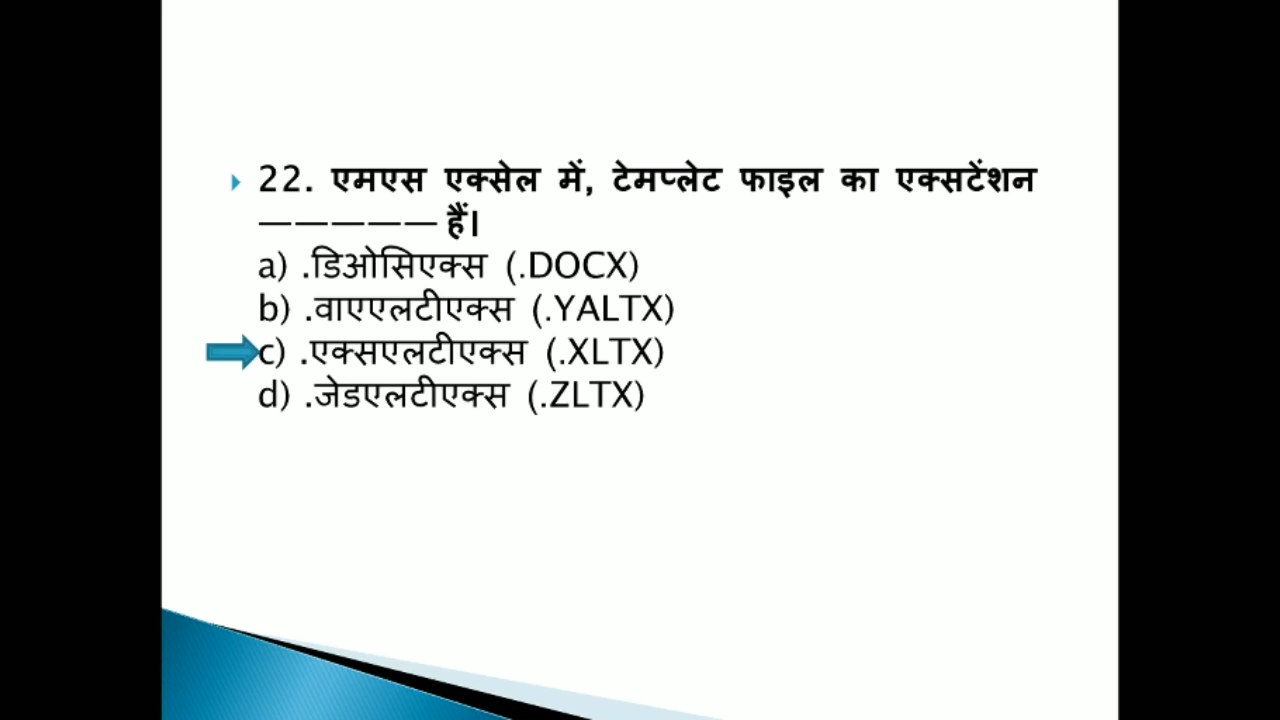 22. एमएस एक्सेल में, टेमप्लेट फाइल का एक्सटेंशन
————— हैं।
a) .डिओसिएक्स (.DOCX)
b) .वाएएलटीएक्स (.YALTX)
c) .एक्सएलटीएक्स (.XLTX)
d) .जेडएलटीएक्स (.ZLTX)